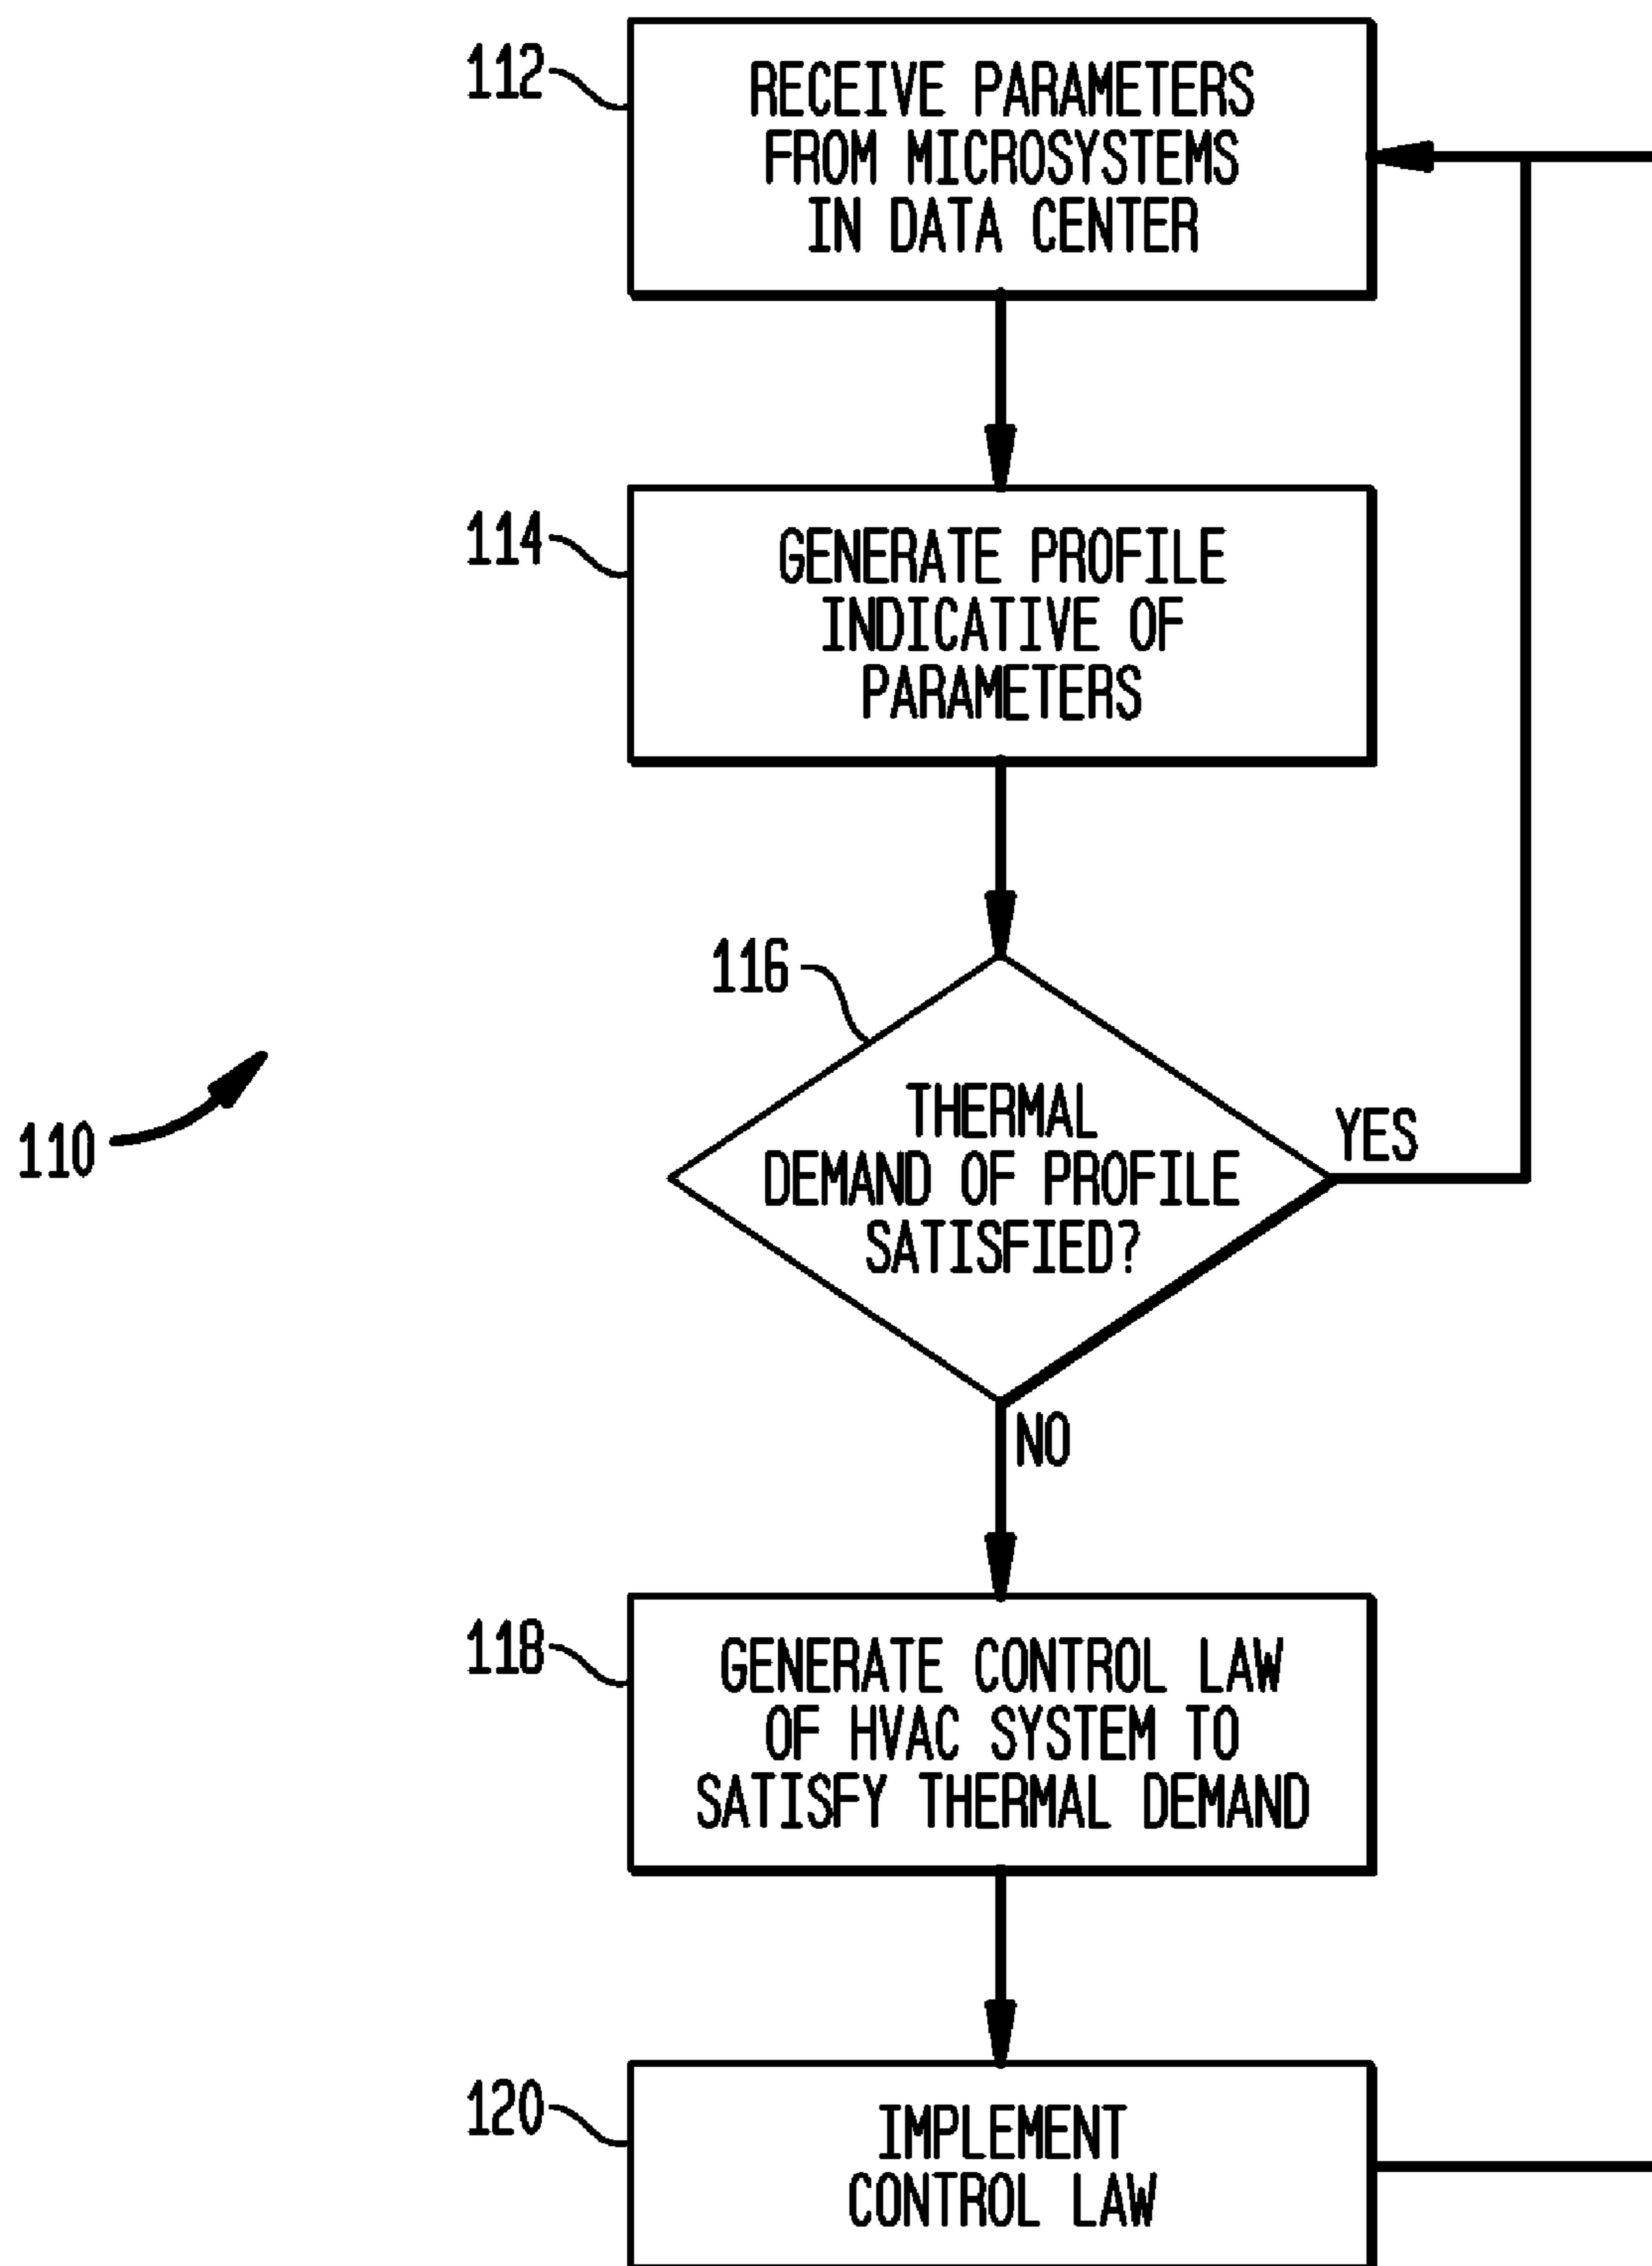 112
RECEIVE PARAMETERS
FROM MICROSYSTEMS
IN DATA CENTER
114
GENERATE PROFILE
INDICATIVE OF
PARAMETERS
116
THERMAL
DEMAND OF PROFILE
SATISFIED?
YES
110
NO
118
GENERATE CONTROL LAW
OF HVAC SYSTEM TO
SATISFY THERMAL DEMAND
120
IMPLEMENT
CONTROL LAW